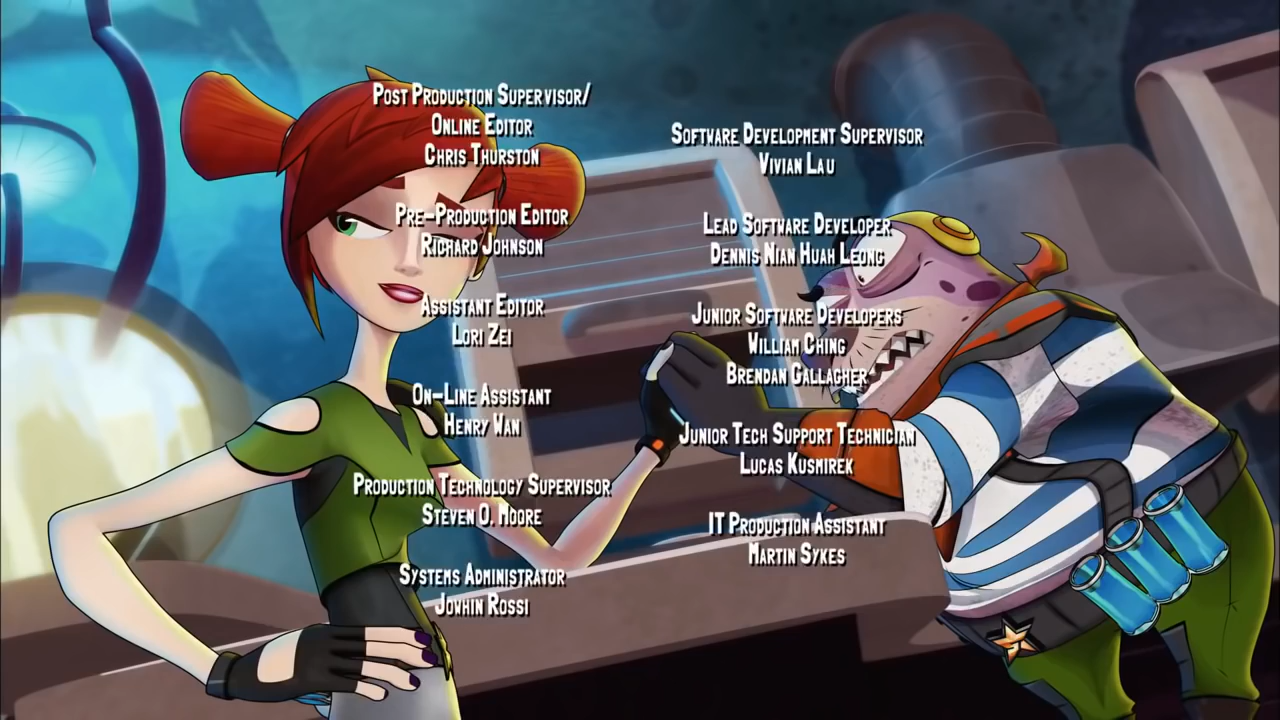 Post Production Supervisor/
Online Editor
Chris Thurston
Pre-Production Editor
Richard Johnson
Assistant Editor
Lori Zei
On-Line Assistant
Henry Wan
Production Technology Supervisor
Steven O. Moore
Systems Administrator
Jowhin Rossi
Software Development Supervisor
Vivian Lau
Lead Software Developer
Dennis Nian Huah Leong
Junior Software Developers
William Ching
Brendan Gallagher
Junior Tech Support Technician
Lucas Kusmirek
IT Production Assistant
Martin Sykes